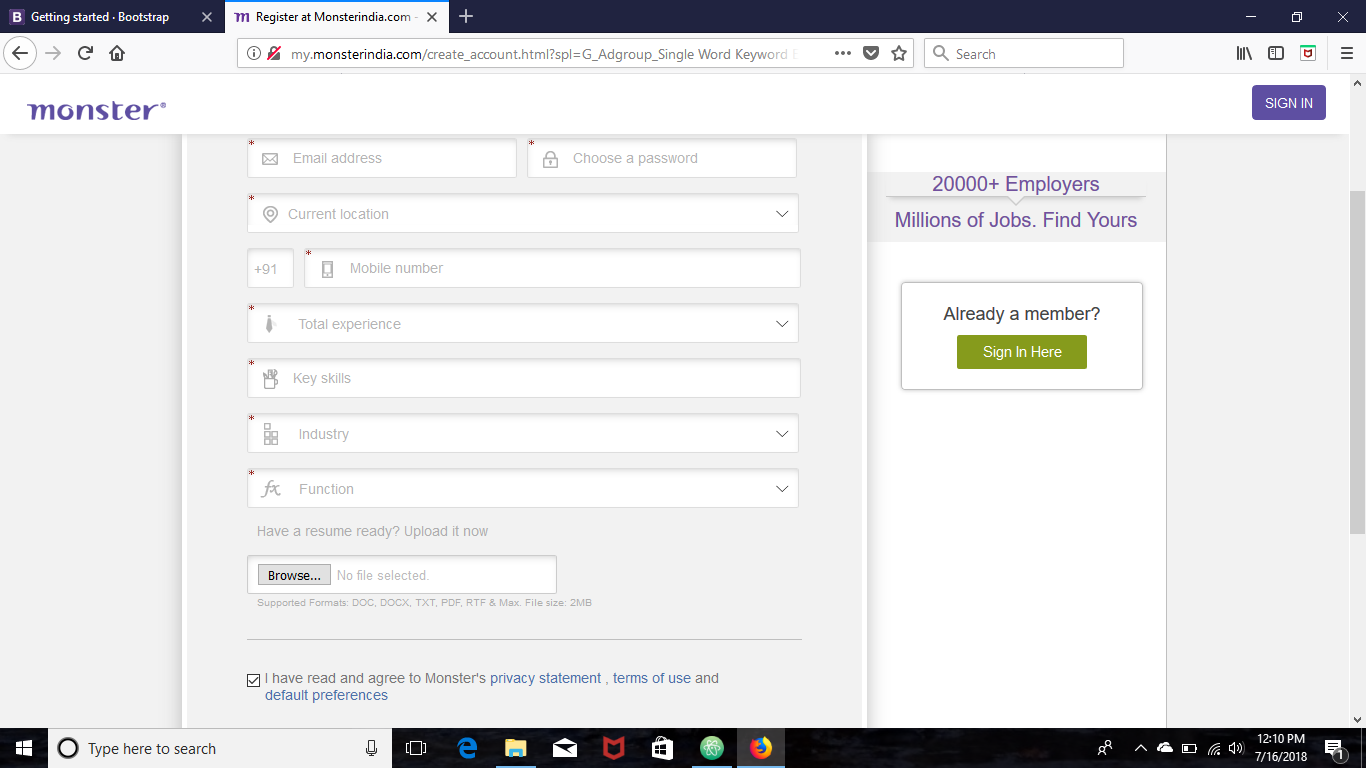 Getting started · Bootstrap
Register at Monsterindia.com -
my.monsterindia.com/create_account.html?spl=G_Adgroup_Single Word Keyword
Search
monster®
SIGN IN
* Email address
* Choose a password
* Current location
+91
* Mobile number
* Total experience
* Key skills
* Industry
* fx Function
Have a resume ready? Upload it now
Browse... No file selected.
Supported Formats: DOC, DOCX, TXT, PDF, RTF & Max. File size: 2MB
I have read and agree to Monster's privacy statement , terms of use and
default preferences
20000+ Employers
Millions of Jobs. Find Yours
Already a member?
Sign In Here
Type here to search
12:10 PM
7/16/2018
1